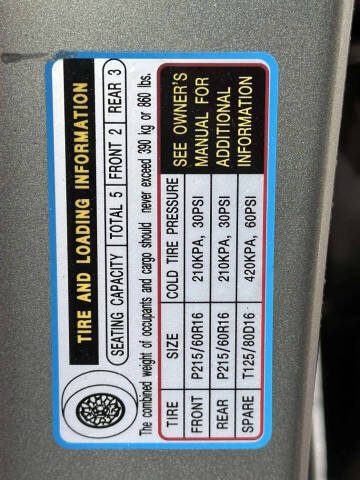 TIRE AND LOADING INFORMATION
SEATING CAPACITY TOTAL 5 FRONT 2 REAR 3
The combined weight of occupants and cargo should never exceed 390 kg or 860 lbs.
TIRE SIZE COLD TIRE PRESSURE
FRONT P215/60R16 210KPA, 30PSI
REAR P215/60R16 210KPA, 30PSI
SPARE T125/80D16 420KPA, 60PSI
SEE OWNER'S
MANUAL FOR
ADDITIONAL
INFORMATION